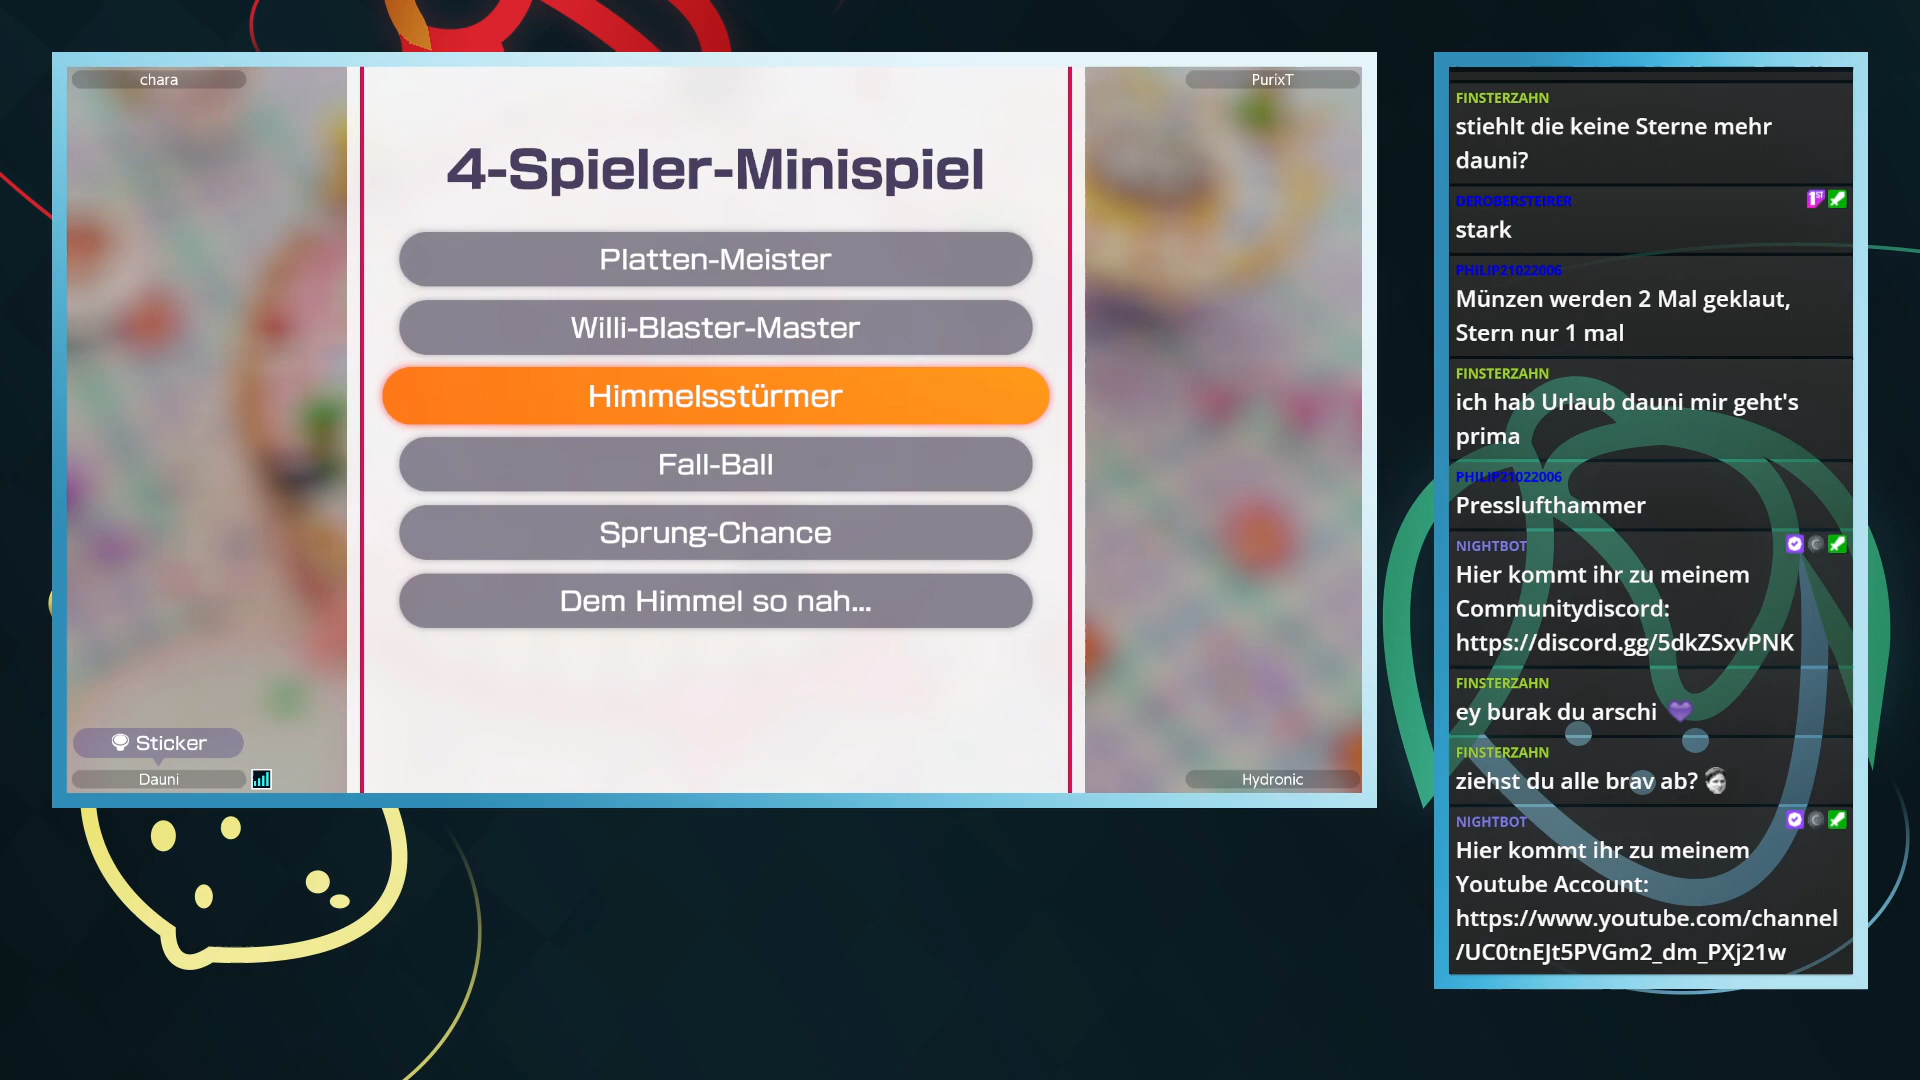 chara
PurixT
4-Spieler-Minispiel
Platten-Meister
Willi-Blaster-Master
Himmelsstürmer
Fall-Ball
Sprung-Chance
Dem Himmel so nah...
Sticker
Dauni
Hydronic
FINSTERZAHN
stiehlt die keine Sterne mehr
dauni?
DEROBERSTEIRER
stark
PHILIP21022006
Münzen werden 2 Mal geklaut,
Stern nur 1 mal
FINSTERZAHN
ich hab Urlaub dauni mir geht's
prima
PHILIP21022006
Presslufthammer
NIGHTBOT
Hier kommt ihr zu meinem
Communitydiscord:
https://discord.gg/5dkZSxvPNK
FINSTERZAHN
ey burak du arschi 💜
FINSTERZAHN
ziehst du alle brav ab?
NIGHTBOT
Hier kommt ihr zu meinem
Youtube Account:
https://www.youtube.com/channel
/UC0tnEJt5PVGm2_dm_PXj21w